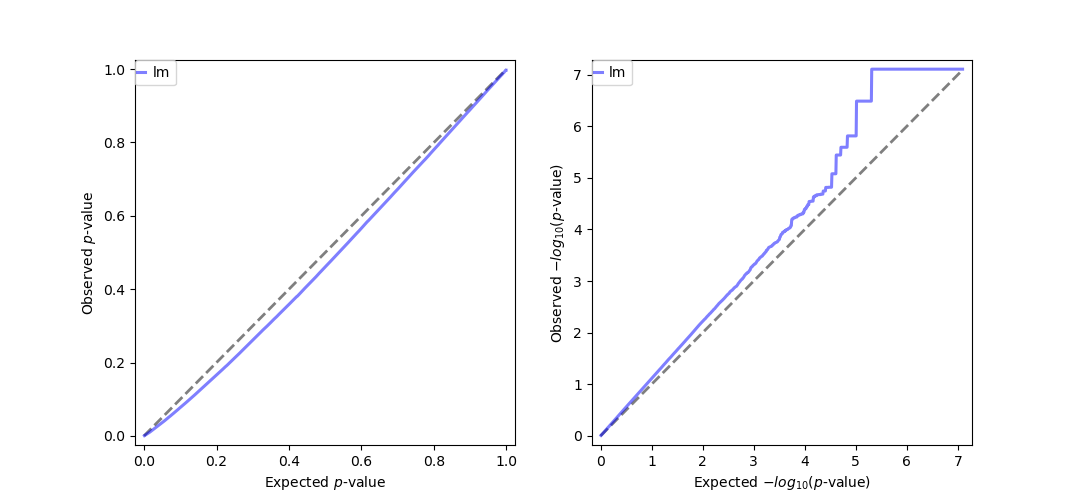 lm
1.0
0.8
0.6
0.4
0.2
0.0
Observed p-value
0.0 0.2 0.4 0.6 0.8 1.0
Expected p-value
lm
7
6
5
4
3
2
1
0
Observed −log10(p-value)
0 1 2 3 4 5 6 7
Expected −log10(p-value)